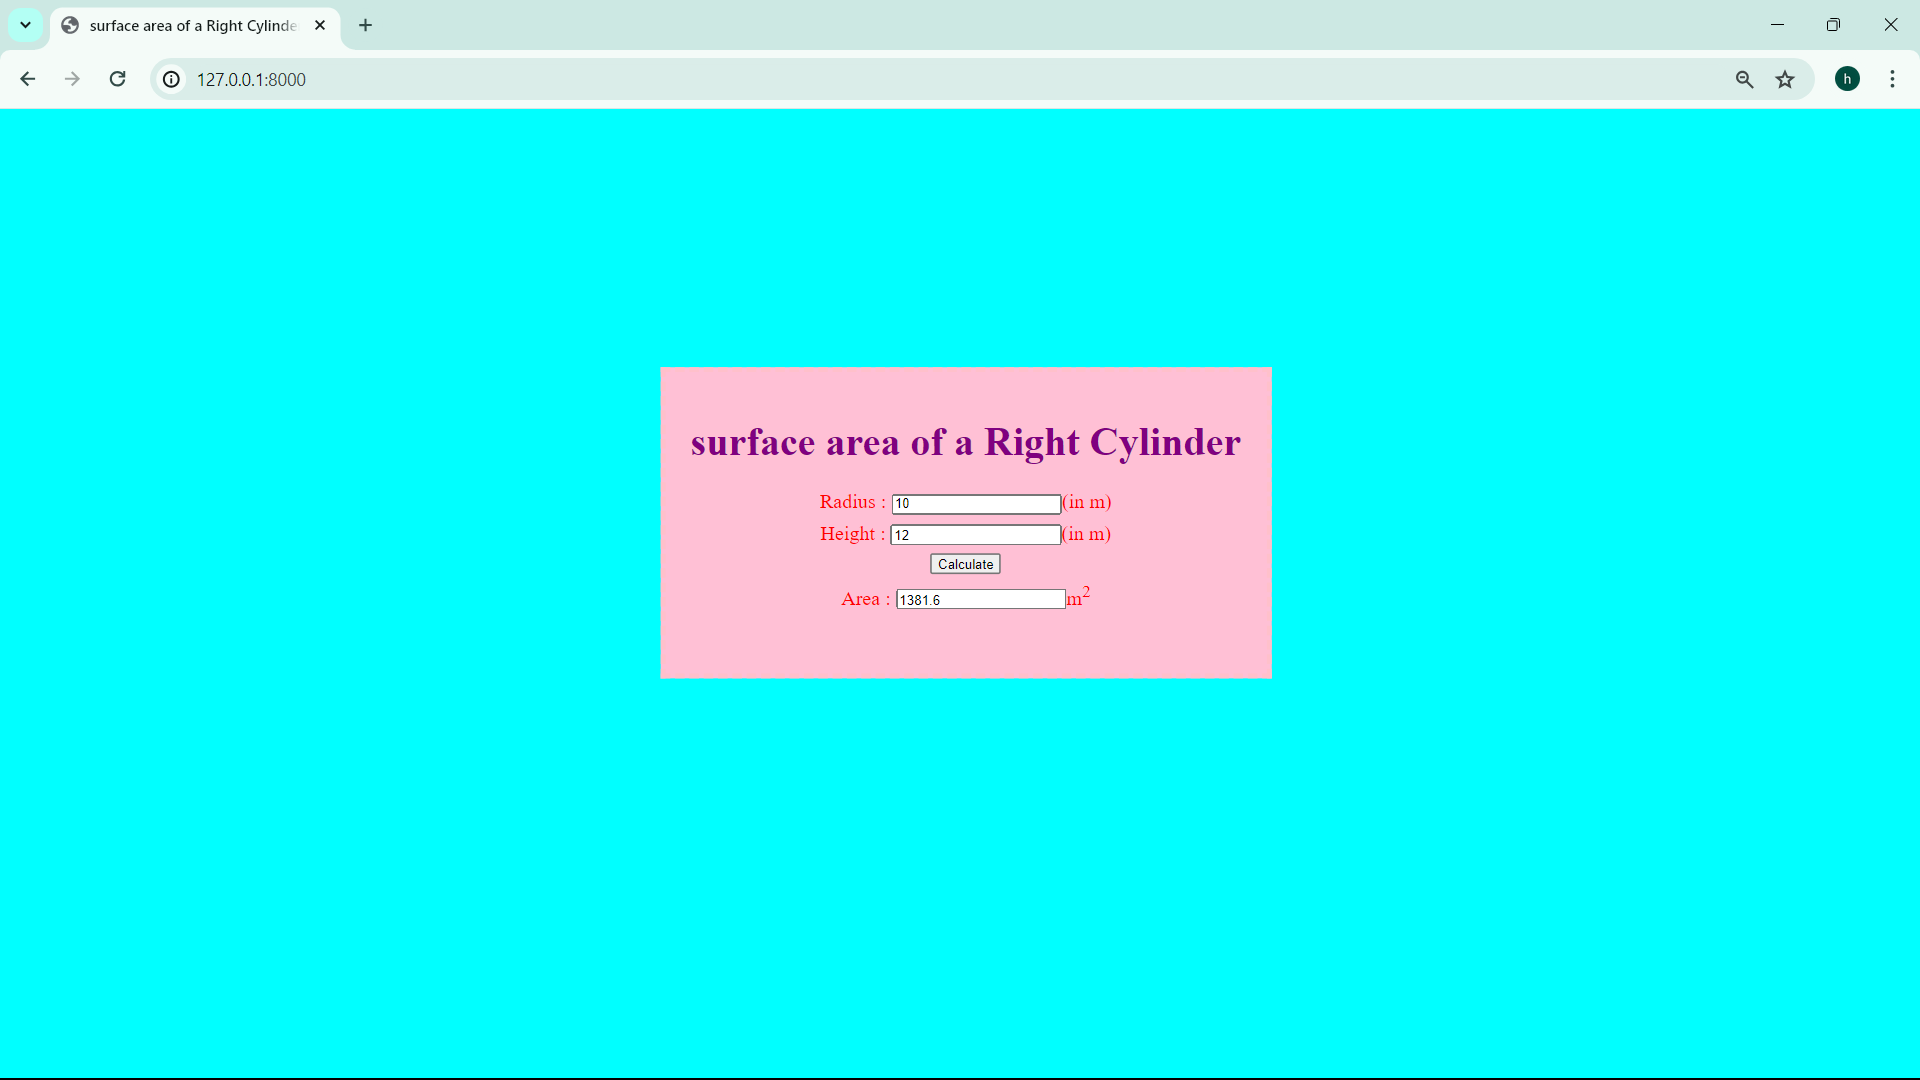 surface area of a Right Cylinde
127.0.0.1:8000
h
surface area of a Right Cylinder
Radius : 10 (in m)
Height : 12 (in m)
Calculate
Area : 1381.6 m²